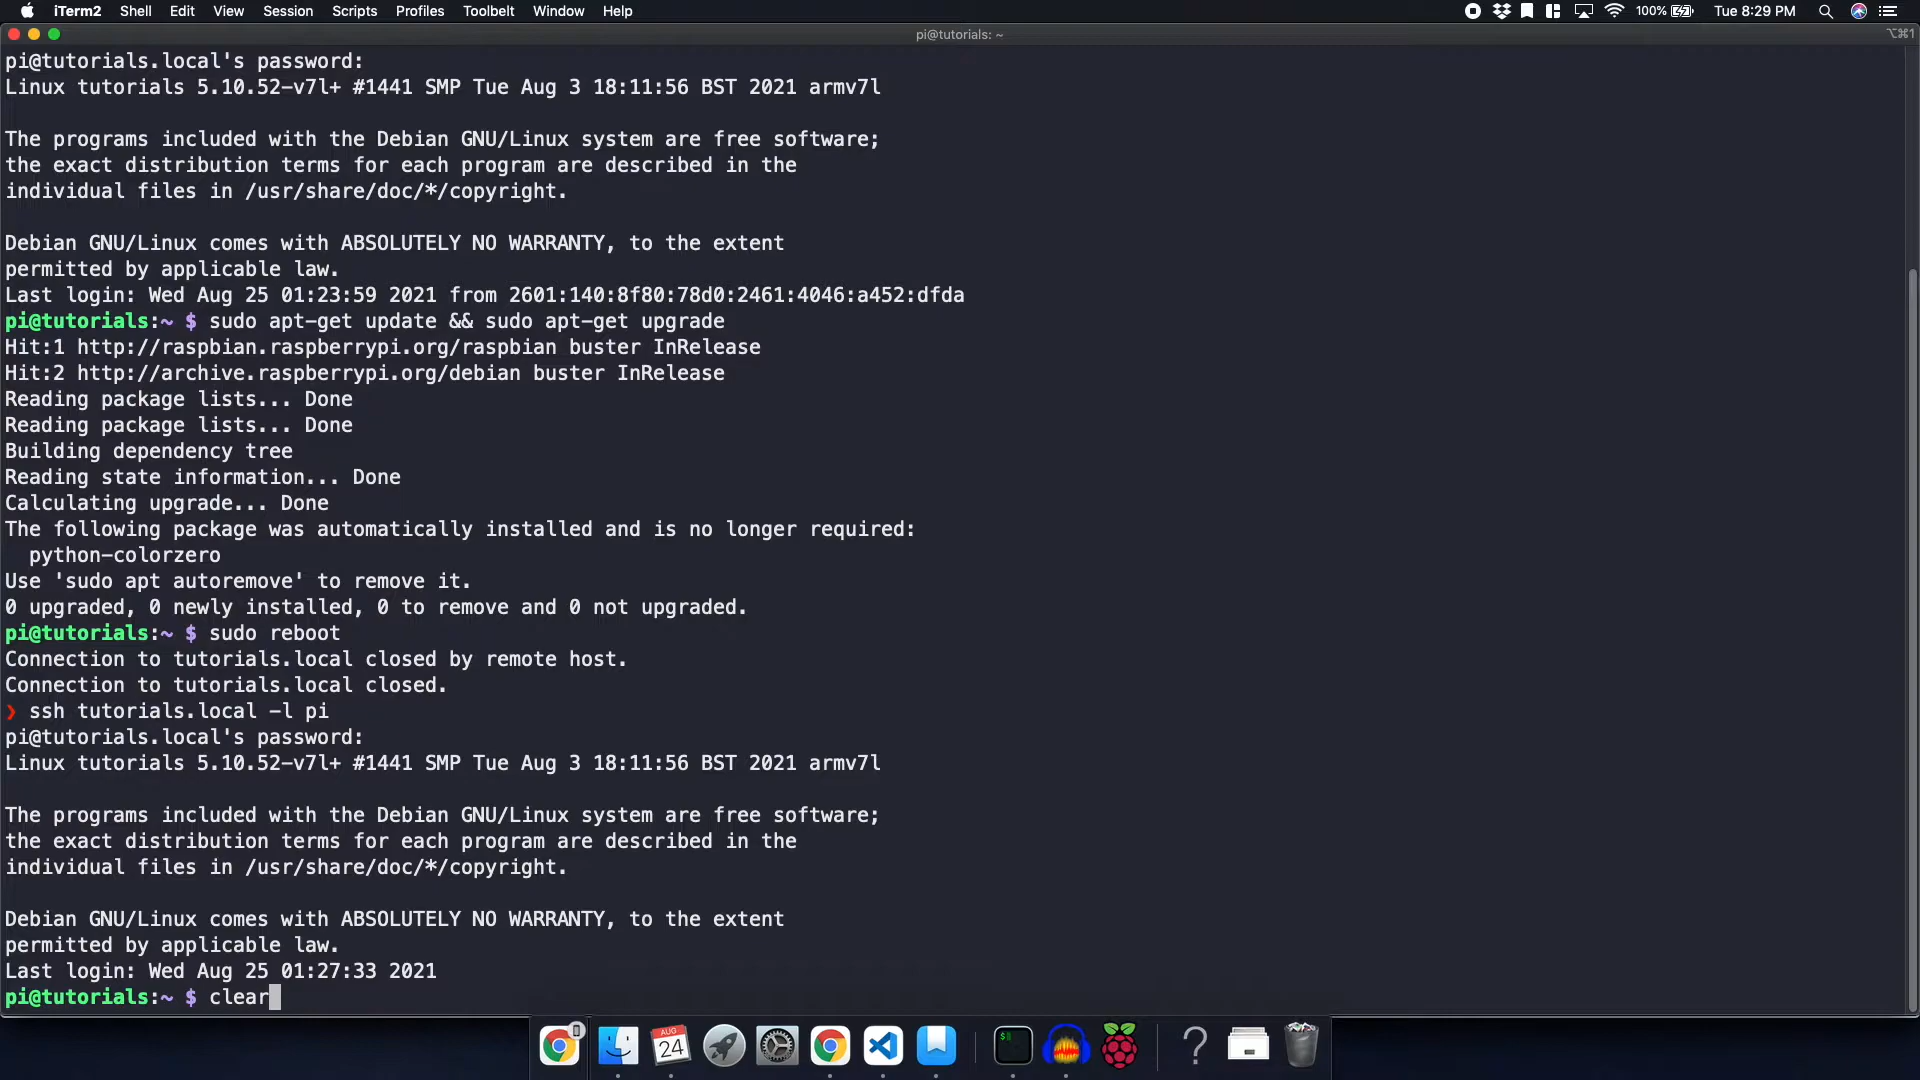 iTerm2 Shell Edit View Session Scripts Profiles Toolbelt Window Help 100% Tue 8:29 PM
pi@tutorials: ~ ⌥⌘1
pi@tutorials.local's password:
Linux tutorials 5.10.52-v7l+ #1441 SMP Tue Aug 3 18:11:56 BST 2021 armv7l
The programs included with the Debian GNU/Linux system are free software;
the exact distribution terms for each program are described in the
individual files in /usr/share/doc/*/copyright.
Debian GNU/Linux comes with ABSOLUTELY NO WARRANTY, to the extent
permitted by applicable law.
Last login: Wed Aug 25 01:23:59 2021 from 2601:140:8f80:78d0:2461:4046:a452:dfda
pi@tutorials:~ $ sudo apt-get update && sudo apt-get upgrade
Hit:1 http://raspbian.raspberrypi.org/raspbian buster InRelease
Hit:2 http://archive.raspberrypi.org/debian buster InRelease
Reading package lists... Done
Reading package lists... Done
Building dependency tree
Reading state information... Done
Calculating upgrade... Done
The following package was automatically installed and is no longer required:
  python-colorzero
Use 'sudo apt autoremove' to remove it.
0 upgraded, 0 newly installed, 0 to remove and 0 not upgraded.
pi@tutorials:~ $ sudo reboot
Connection to tutorials.local closed by remote host.
Connection to tutorials.local closed.
❯ ssh tutorials.local -l pi
pi@tutorials.local's password:
Linux tutorials 5.10.52-v7l+ #1441 SMP Tue Aug 3 18:11:56 BST 2021 armv7l
The programs included with the Debian GNU/Linux system are free software;
the exact distribution terms for each program are described in the
individual files in /usr/share/doc/*/copyright.
Debian GNU/Linux comes with ABSOLUTELY NO WARRANTY, to the extent
permitted by applicable law.
Last login: Wed Aug 25 01:27:33 2021
pi@tutorials:~ $ clear
AUG
24
$
?